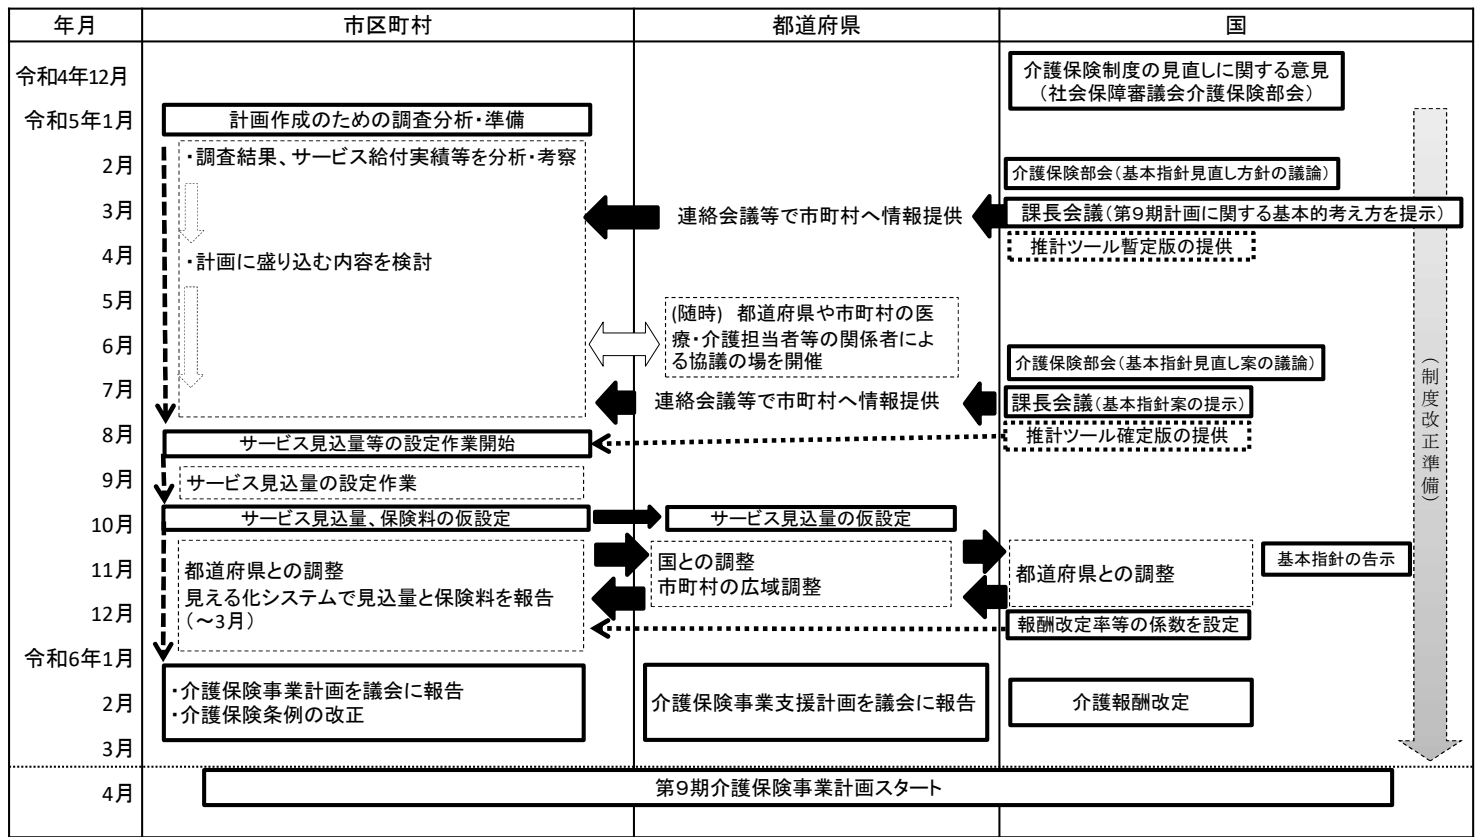 年月
市区町村
都道府県
国
令和4年12月
介護保険制度の見直しに関する意見
（社会保障審議会介護保険部会）
令和5年1月
計画作成のための調査分析・準備
・調査結果、サービス給付実績等を分析・考察
2月
介護保険部会（基本指針見直し方針の議論）
3月
連絡会議等で市町村へ情報提供
課長会議（第９期計画に関する基本的考え方を提示）
4月
・計画に盛り込む内容を検討
推計ツール暫定版の提供
5月
(随時)　都道府県や市町村の医
療・介護担当者等の関係者によ
る協議の場を開催
6月
介護保険部会（基本指針見直し案の議論）
7月
連絡会議等で市町村へ情報提供
課長会議（基本指針案の提示）
8月
サービス見込量等の設定作業開始
推計ツール確定版の提供
9月
サービス見込量の設定作業
10月
サービス見込量、保険料の仮設定
サービス見込量の仮設定
11月
都道府県との調整
見える化システムで見込量と保険料を報告
（～3月）
国との調整
市町村の広域調整
都道府県との調整
基本指針の告示
12月
報酬改定率等の係数を設定
令和6年1月
・介護保険事業計画を議会に報告
・介護保険条例の改正
介護保険事業支援計画を議会に報告
2月
介護報酬改定
3月
（制度改正準備）
4月
第９期介護保険事業計画スタート